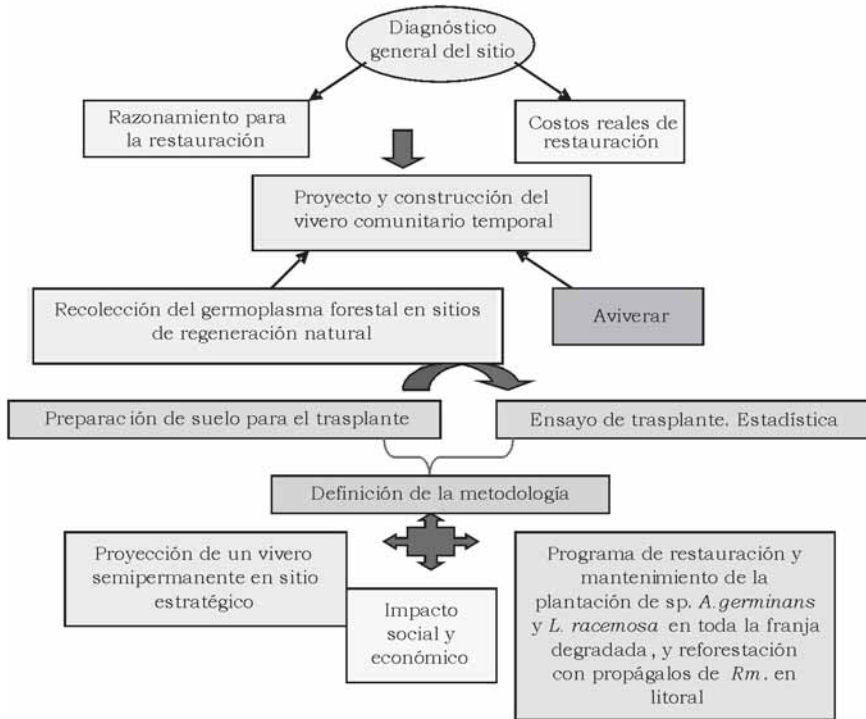 Diagnóstico
general del sitio
Razonamiento para
la restauración
Costos reales de
restauración
Proyecto y construcción del
vivero comunitario temporal
Recolección del germoplasma forestal en sitios
de regeneración natural
Aviverar
Preparación de suelo para el trasplante
Ensayo de trasplante. Estadística
Definición de la metodología
Proyección de un vivero
semipermanente en sitio
estratégico
Impacto
social y
económico
Programa de restauración y
mantenimiento de la
plantación de sp. A. germinans
y L. racemosa en toda la franja
degradada, y reforestación
con propágalos de Rm. en
litoral